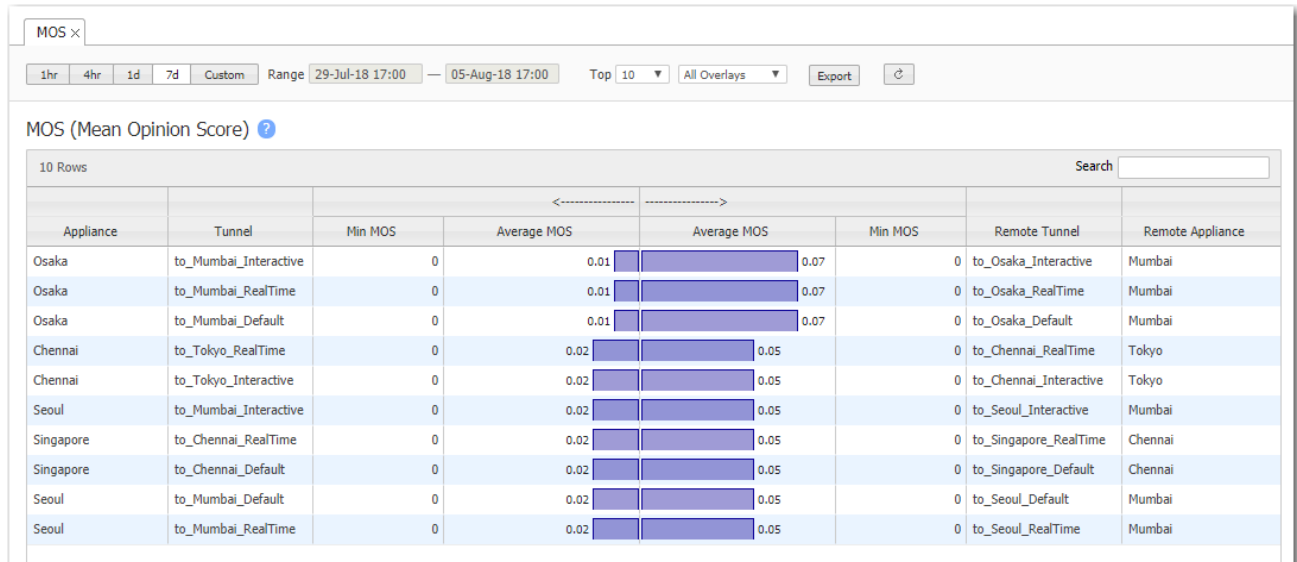 MOS ×
1hr 4hr 1d 7d Custom Range 29-Jul-18 17:00 — 05-Aug-18 17:00 Top 10 ▼ All Overlays ▼ Export
MOS (Mean Opinion Score) ?
10 Rows Search
<---------------- ---------------->
Appliance Tunnel Min MOS Average MOS Average MOS Min MOS Remote Tunnel Remote Appliance
Osaka to_Mumbai_Interactive 0 0.01 0.07 0 to_Osaka_Interactive Mumbai
Osaka to_Mumbai_RealTime 0 0.01 0.07 0 to_Osaka_RealTime Mumbai
Osaka to_Mumbai_Default 0 0.01 0.07 0 to_Osaka_Default Mumbai
Chennai to_Tokyo_RealTime 0 0.02 0.05 0 to_Chennai_RealTime Tokyo
Chennai to_Tokyo_Interactive 0 0.02 0.05 0 to_Chennai_Interactive Tokyo
Seoul to_Mumbai_Interactive 0 0.02 0.05 0 to_Seoul_Interactive Mumbai
Singapore to_Chennai_RealTime 0 0.02 0.05 0 to_Singapore_RealTime Chennai
Singapore to_Chennai_Default 0 0.02 0.05 0 to_Singapore_Default Chennai
Seoul to_Mumbai_Default 0 0.02 0.05 0 to_Seoul_Default Mumbai
Seoul to_Mumbai_RealTime 0 0.02 0.05 0 to_Seoul_RealTime Mumbai